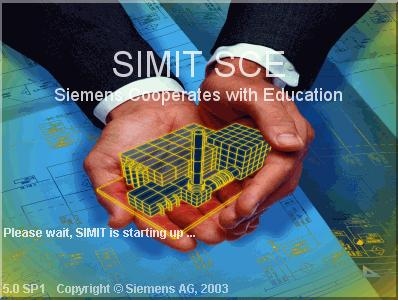 SIMIT SCE
Siemens Cooperates with Education
Please wait, SIMIT is starting up ...
5.0 SP1 Copyright © Siemens AG, 2003